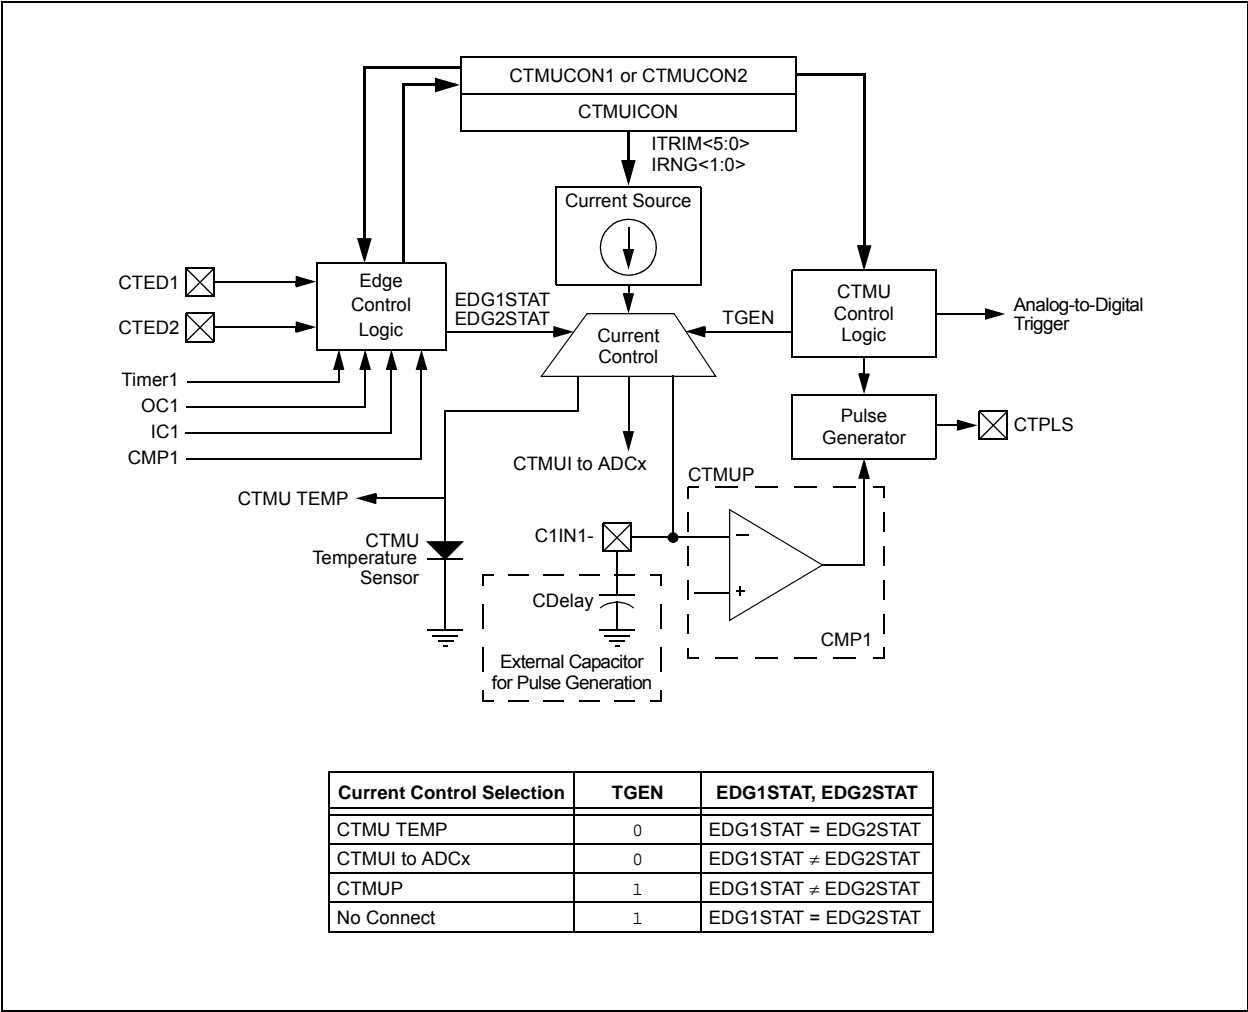 CTMUCON1 or CTMUCON2
CTMUICON
ITRIM<5:0>
IRNG<1:0>
Current Source
CTED1
CTED2
Edge
Control
Logic
EDG1STAT
EDG2STAT
Current
Control
TGEN
CTMU
Control
Logic
Analog-to-Digital
Trigger
Timer1
OC1
IC1
CMP1
Pulse
Generator
CTPLS
CTMUI to ADCx
CTMUP
CTMU TEMP
C1IN1-
CTMU
Temperature
Sensor
−
+
CDelay
CMP1
External Capacitor
for Pulse Generation
Current Control Selection TGEN EDG1STAT, EDG2STAT
CTMU TEMP 0 EDG1STAT = EDG2STAT
CTMUI to ADCx 0 EDG1STAT ≠ EDG2STAT
CTMUP 1 EDG1STAT ≠ EDG2STAT
No Connect 1 EDG1STAT = EDG2STAT